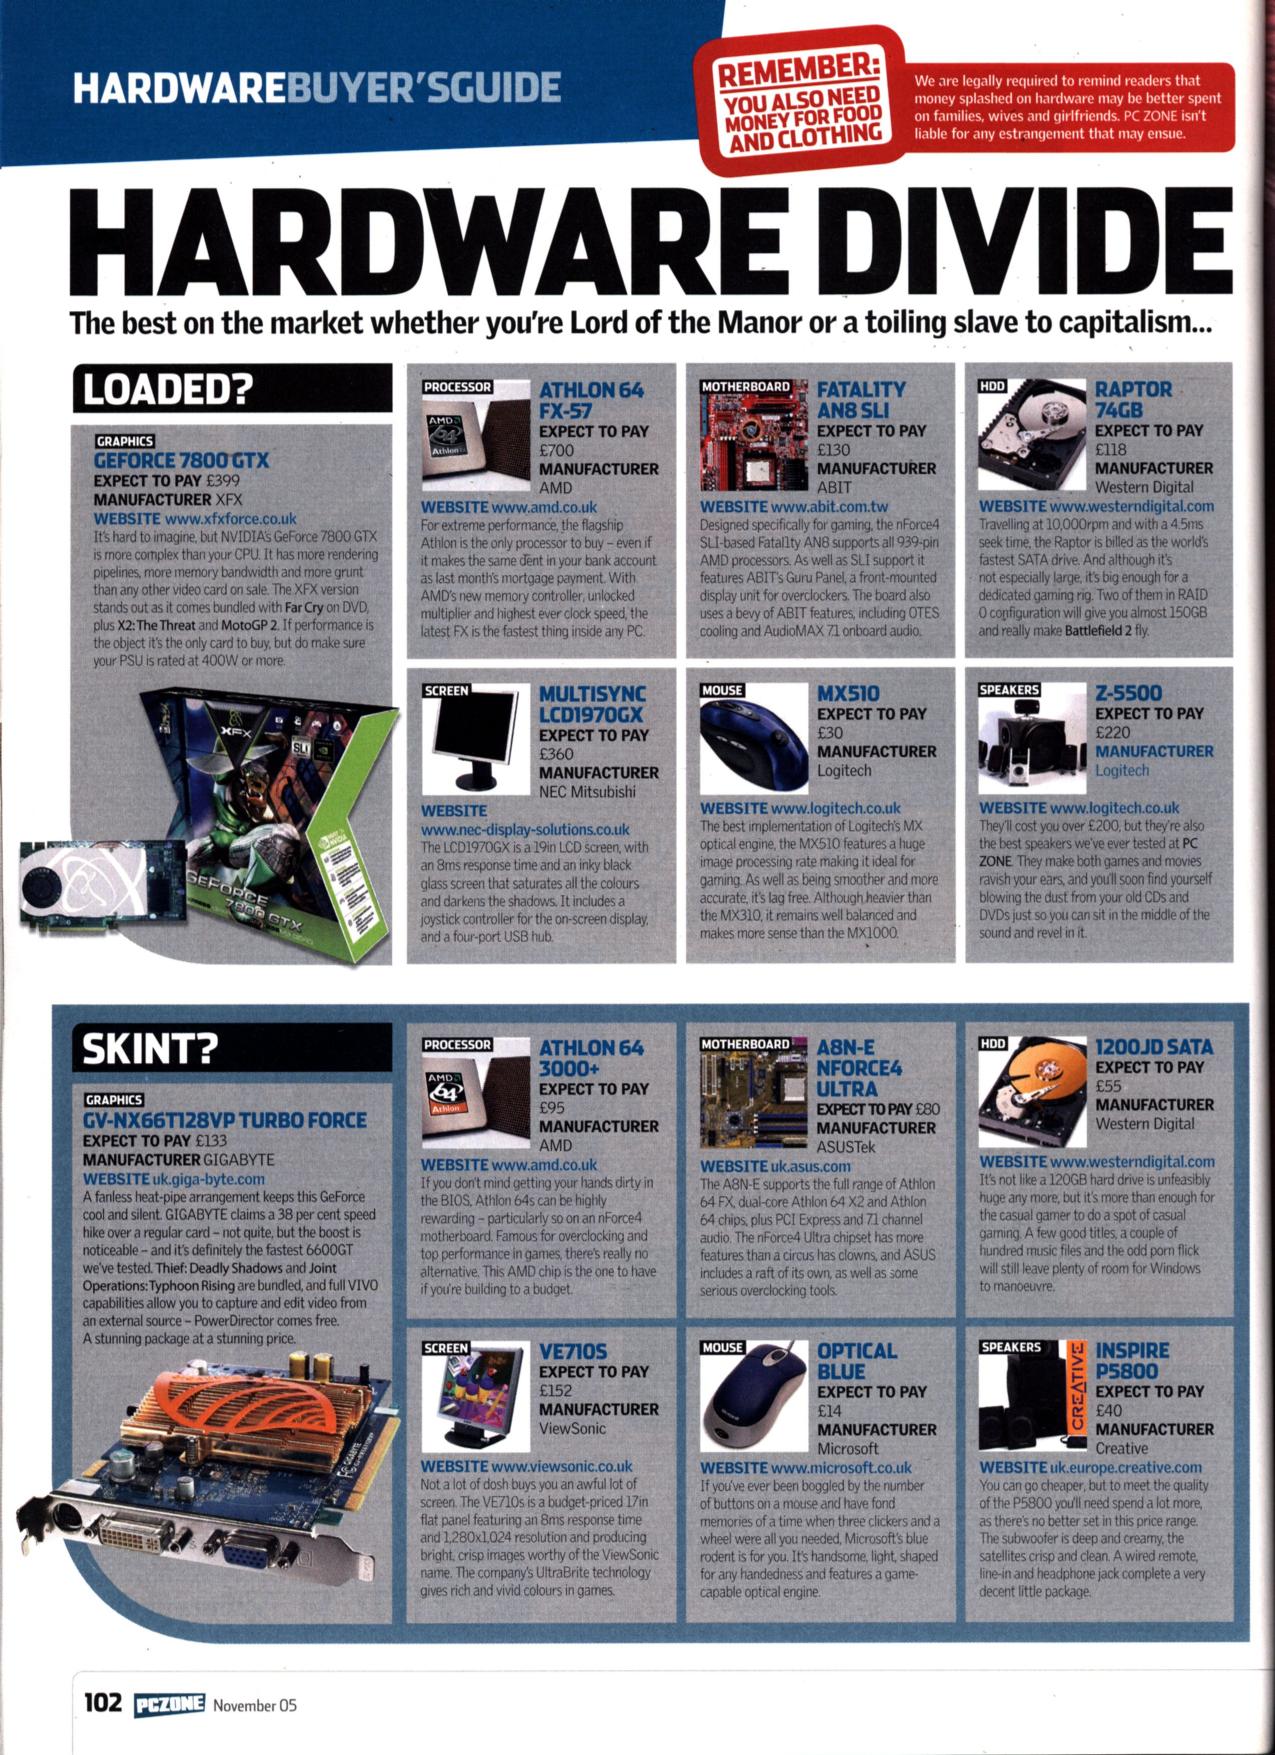 HARDWAREBUYER'SGUIDE
REMEMBER:
YOU ALSO NEED
MONEY FOR FOOD
AND CLOTHING
We are legally required to remind readers that
money splashed on hardware may be better spent
on families, wives and girlfriends. PC ZONE isn't
liable for any estrangement that may ensue.
HARDWARE DIVIDE
The best on the market whether you're Lord of the Manor or a toiling slave to capitalism...
LOADED?
GRAPHICS
GEFORCE 7800 GTX
EXPECT TO PAY £399
MANUFACTURER XFX
WEBSITE www.xfxforce.co.uk
It's hard to imagine, but NVIDIA'S GeForce 7800 GTX
is more complex than your CPU. It has more rendering
pipelines, more memory bandwidth and more grunt
than any other video card on sale. The XFX version
stands out as it comes bundled with Far Cry on DVD,
plus X2: The Threat and MotoGP 2. If performance is
the object it's the only card to buy, but do make sure
your PSU is rated at 400W or more.
XFX
SLI
GEFORCE
7800 GTX
PROCESSOR
AMD
64
Athlon
ATHLON 64
FX-57
EXPECT TO PAY
£700
MANUFACTURER
AMD
WEBSITE www.amd.co.uk
For extreme performance, the flagship
Athlon is the only processor to buy – even if
it makes the same dent in your bank account
as last month's mortgage payment. With
AMD's new memory controller, unlocked
multiplier and highest ever clock speed, the
latest FX is the fastest thing inside any PC.
MOTHERBOARD
FATAL1TY
AN8 SLI
EXPECT TO PAY
£130
MANUFACTURER
ABIT
WEBSITE www.abit.com.tw
Designed specifically for gaming, the nForce4
SLI-based Fatal1ty AN8 supports all 939-pin
AMD processors. As well as SLI support it
features ABIT's Guru Panel, a front-mounted
display unit for overclockers. The board also
uses a bevy of ABIT features, including OTES
cooling and AudioMAX 7.1 onboard audio.
HDD
RAPTOR
74GB
EXPECT TO PAY
£118
MANUFACTURER
Western Digital
WEBSITE www.westerndigital.com
Travelling at 10,000rpm and with a 4.5ms
seek time, the Raptor is billed as the world's
fastest SATA drive. And although it's
not especially large, it's big enough for a
dedicated gaming rig. Two of them in RAID
0 configuration will give you almost 150GB
and really make Battlefield 2 fly.
SCREEN
MULTISYNC
LCD1970GX
EXPECT TO PAY
£360
MANUFACTURER
NEC Mitsubishi
WEBSITE
www.nec-display-solutions.co.uk
The LCD1970GX is a 19in LCD screen, with
an 8ms response time and an inky black
glass screen that saturates all the colours
and darkens the shadows. It includes a
joystick controller for the on-screen display,
and a four-port USB hub.
MOUSE
MX510
EXPECT TO PAY
£30
MANUFACTURER
Logitech
WEBSITE www.logitech.co.uk
The best implementation of Logitech's MX
optical engine, the MX510 features a huge
image processing rate making it ideal for
gaming. As well as being smoother and more
accurate, it's lag free. Although heavier than
the MX310, it remains well balanced and
makes more sense than the MX1000.
SPEAKERS
Z-5500
EXPECT TO PAY
£220
MANUFACTURER
Logitech
WEBSITE www.logitech.co.uk
They'll cost you over £200, but they're also
the best speakers we've ever tested at PC
ZONE. They make both games and movies
ravish your ears, and you'll soon find yourself
blowing the dust from your old CDs and
DVDs just so you can sit in the middle of the
sound and revel in it.
SKINT?
GRAPHICS
GV-NX66T128VP TURBO FORCE
EXPECT TO PAY £133
MANUFACTURER GIGABYTE
WEBSITE uk.giga-byte.com
A fanless heat-pipe arrangement keeps this GeForce
cool and silent. GIGABYTE claims a 38 per cent speed
hike over a regular card – not quite, but the boost is
noticeable – and it's definitely the fastest 6600GT
we've tested. Thief: Deadly Shadows and Joint
Operations: Typhoon Rising are bundled, and full VIVO
capabilities allow you to capture and edit video from
an external source – PowerDirector comes free.
A stunning package at a stunning price.
GIGABYTE
PROCESSOR
AMD
64
Athlon
ATHLON 64
3000+
EXPECT TO PAY
£95
MANUFACTURER
AMD
WEBSITE www.amd.co.uk
If you don't mind getting your hands dirty in
the BIOS, Athlon 64s can be highly
rewarding – particularly so on an nForce4
motherboard. Famous for overclocking and
top performance in games, there's really no
alternative. This AMD chip is the one to have
if you're building to a budget.
MOTHERBOARD
A8N-E
NFORCE4
ULTRA
EXPECT TO PAY £80
MANUFACTURER
ASUSTek
WEBSITE uk.asus.com
The A8N-E supports the full range of Athlon
64 FX, dual-core Athlon 64 X2 and Athlon
64 chips, plus PCI Express and 7.1 channel
audio. The nForce4 Ultra chipset has more
features than a circus has clowns, and ASUS
includes a raft of its own, as well as some
serious overclocking tools.
HDD
1200JD SATA
EXPECT TO PAY
£55
MANUFACTURER
Western Digital
WEBSITE www.westerndigital.com
It's not like a 120GB hard drive is unfeasibly
huge any more, but it's more than enough for
the casual gamer to do a spot of casual
gaming. A few good titles, a couple of
hundred music files and the odd porn flick
will still leave plenty of room for Windows
to manoeuvre.
SCREEN
VE710S
EXPECT TO PAY
£152
MANUFACTURER
ViewSonic
WEBSITE www.viewsonic.co.uk
Not a lot of dosh buys you an awful lot of
screen. The VE710s is a budget-priced 17in
flat panel featuring an 8ms response time
and 1,280x1,024 resolution and producing
bright, crisp images worthy of the ViewSonic
name. The company's UltraBrite technology
gives rich and vivid colours in games.
MOUSE
OPTICAL
BLUE
EXPECT TO PAY
£14
MANUFACTURER
Microsoft
WEBSITE www.microsoft.co.uk
If you've ever been boggled by the number
of buttons on a mouse and have fond
memories of a time when three clickers and a
wheel were all you needed, Microsoft's blue
rodent is for you. It's handsome, light, shaped
for any handedness and features a game-
capable optical engine.
SPEAKERS
CREATIVE
INSPIRE
P5800
EXPECT TO PAY
£40
MANUFACTURER
Creative
WEBSITE uk.europe.creative.com
You can go cheaper, but to meet the quality
of the P5800 you'll need spend a lot more,
as there's no better set in this price range.
The subwoofer is deep and creamy, the
satellites crisp and clean. A wired remote,
line-in and headphone jack complete a very
decent little package.
102 PCZONE November 05